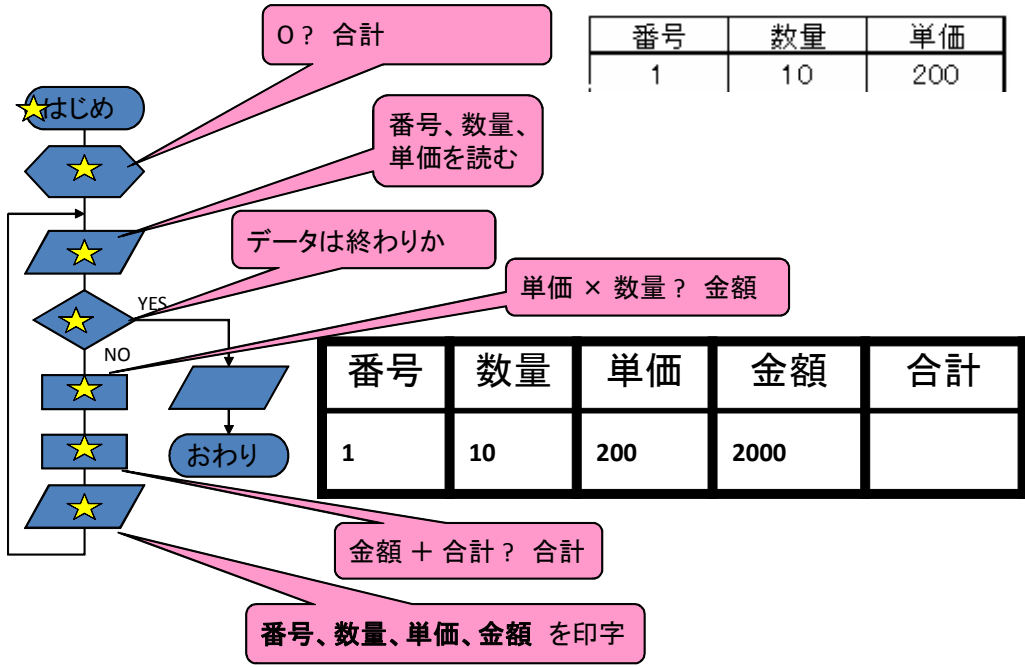 0 ? 合計
番号 数量 単価
1 10 200
はじめ
番号、数量、
単価を読む
データは終わりか
単価 × 数量 ? 金額
YES
NO
番号 数量 単価 金額 合計
1 10 200 2000
おわり
金額 + 合計 ? 合計
番号、数量、単価、金額 を印字